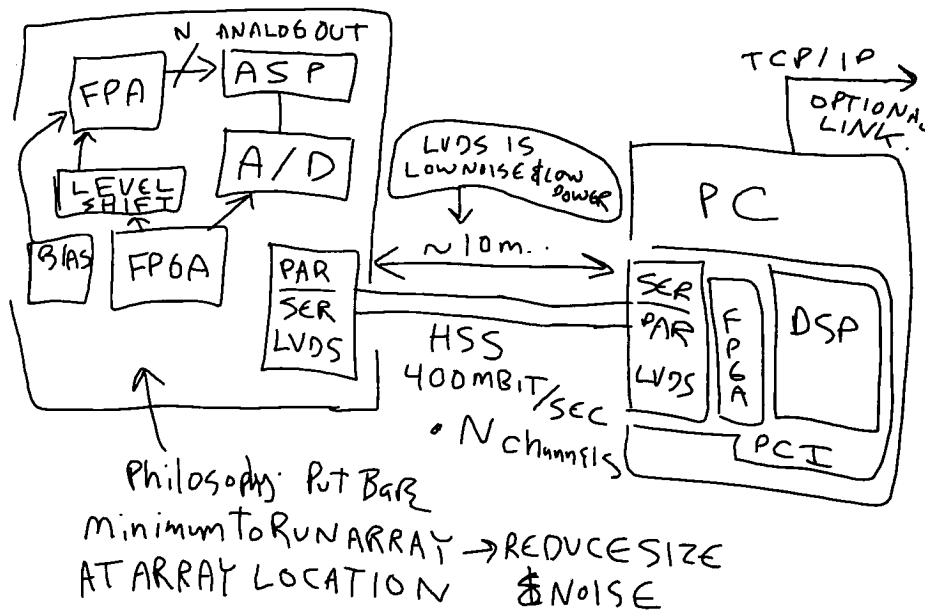 N ANALOG OUT
FPA
ASP
A/D
LEVEL
SHIFT
BIAS
FPGA
PAR
SER
LVDS
LVDS IS
LOW NOISE & LOW
POWER
~10m..
HSS
400MBIT/SEC
• N channels
TCP/IP
OPTIONAL
LINK.
PC
SER
PAR
LVDS
FPGA
DSP
PCI
Philosophy: Put Bare
minimum To RUN ARRAY → REDUCE SIZE
AT ARRAY LOCATION & NOISE